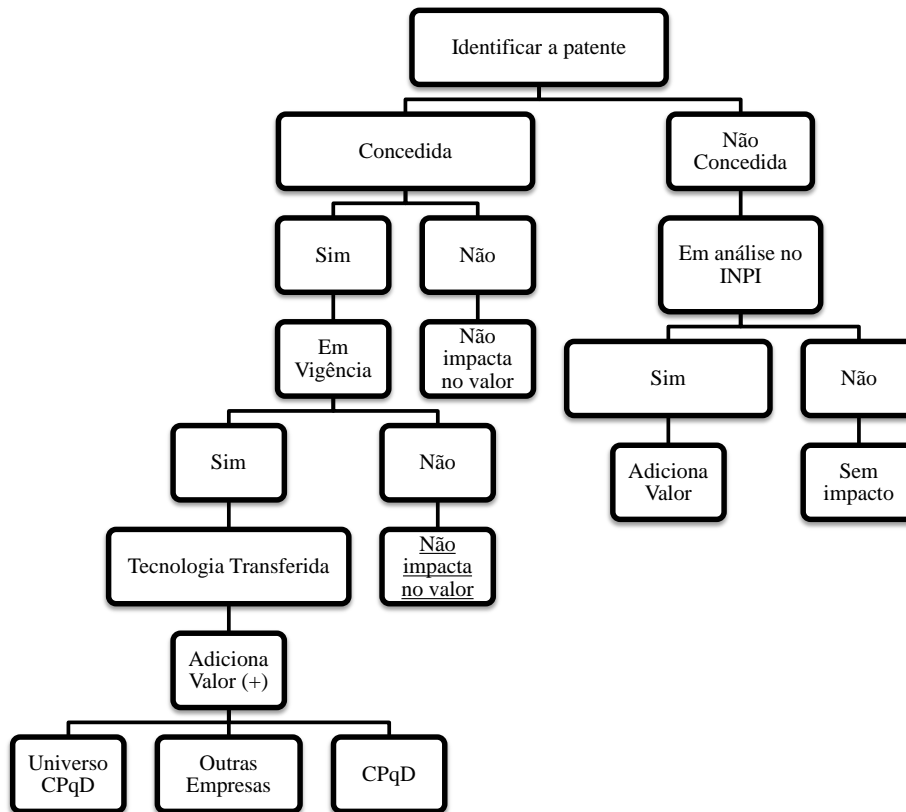 Identificar a patente
Concedida
Não
Concedida
Sim
Não
Em análise no
INPI
Em
Vigência
Não
impacta
no valor
Sim
Não
Sim
Não
Adiciona
Valor
Sem
impacto
Tecnologia Transferida
Não
impacta
no valor
Adiciona
Valor (+)
Universo
CPqD
Outras
Empresas
CPqD